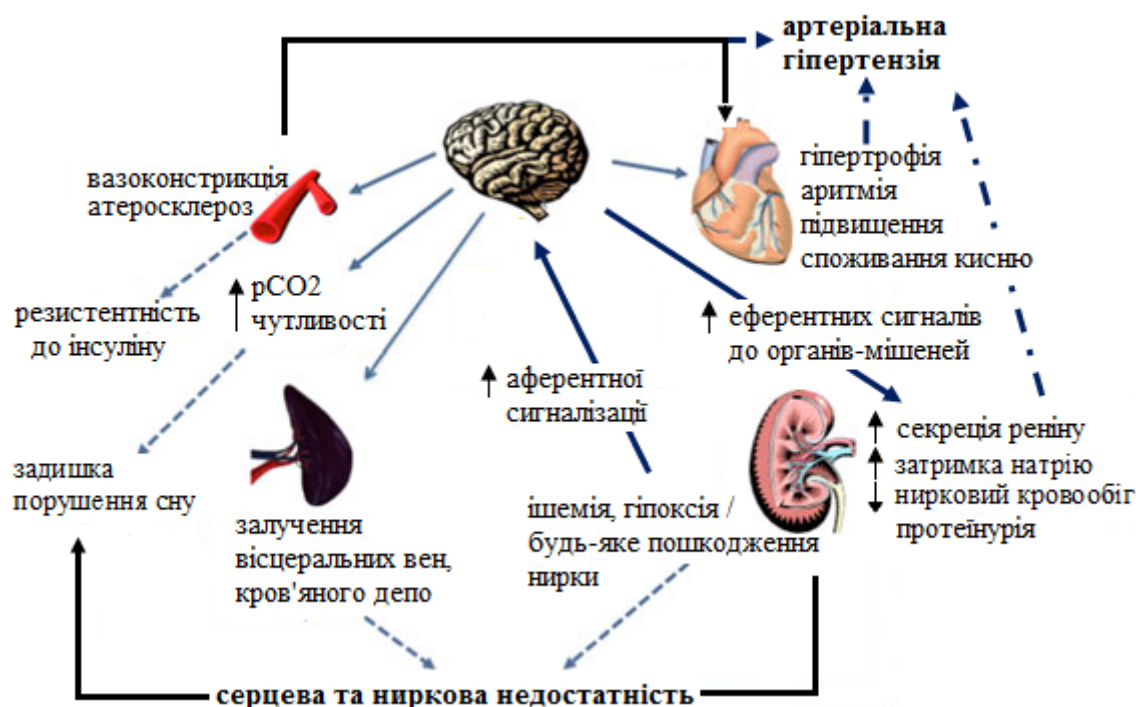 артеріальна
гіпертензія
вазоконстрикція
атеросклероз
гіпертрофія
аритмія
підвищення
споживання кисню
резистентність
до інсуліну
рСО2
чутливості
еферентних сигналів
до органів-мішеней
аферентної
сигналізації
секреція реніну
затримка натрію
нирковий кровообіг
протеїнурія
задишка
порушення сну
залучення
вісцеральних вен,
кров'яного депо
ішемія, гіпоксія /
будь-яке пошкодження
нирки
серцева та ниркова недостатність